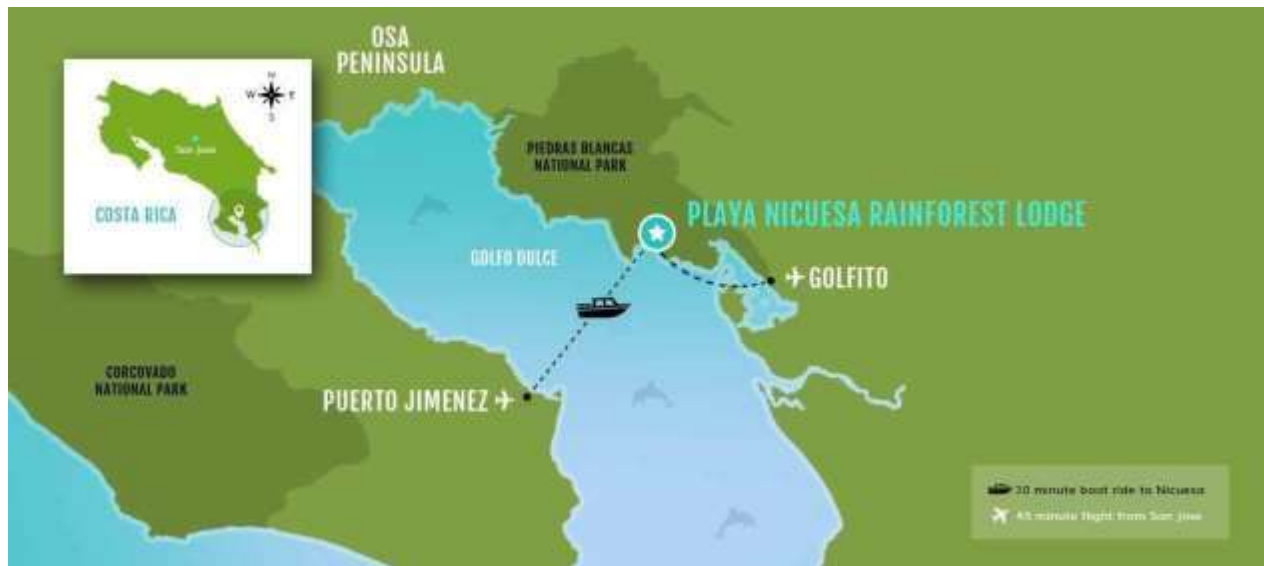 OSA
PENINSULA
N
W
E
S
San Jose
COSTA RICA
PIEDRAS BLANCAS
NATIONAL PARK
PLAYA NICUESA RAINFOREST LODGE
GOLFO DULCE
GOLFITO
CORCOVADO
NATIONAL PARK
PUERTO JIMENEZ
minute boat ride to Nicuesa
45 minute flight from San Jose